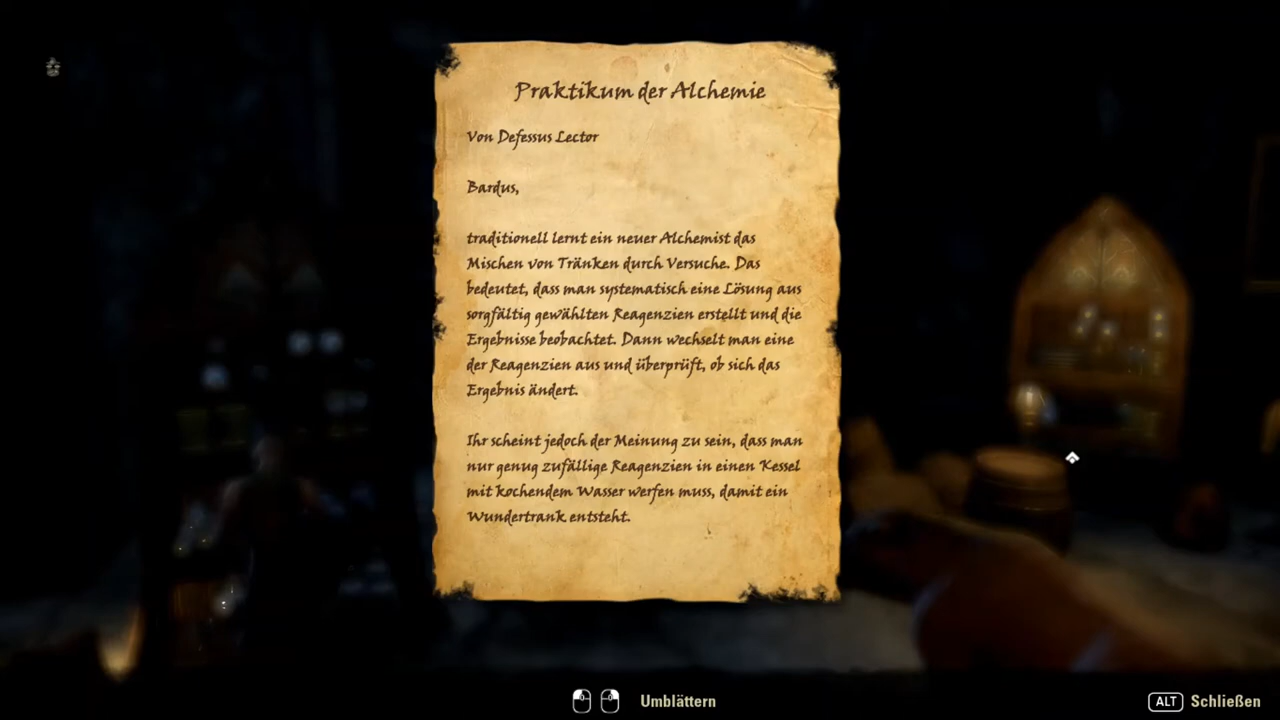 Praktikum der Alchemie
Von Defessus Lector
Bardus,
traditionell lernt ein neuer Alchemist das
Mischen von Tränken durch Versuche. Das
bedeutet, dass man systematisch eine Lösung aus
sorgfältig gewählten Reagenzien erstellt und die
Ergebnisse beobachtet. Dann wechselt man eine
der Reagenzien aus und überprüft, ob sich das
Ergebnis ändert.
Ihr scheint jedoch der Meinung zu sein, dass man
nur genug zufällige Reagenzien in einen Kessel
mit kochendem Wasser werfen muss, damit ein
Wundertrank entsteht.
Umblättern
ALT Schließen